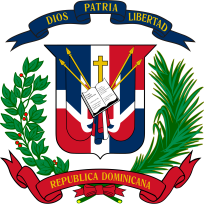 DIOS PATRIA LIBERTAD
REPUBLICA DOMINICANA